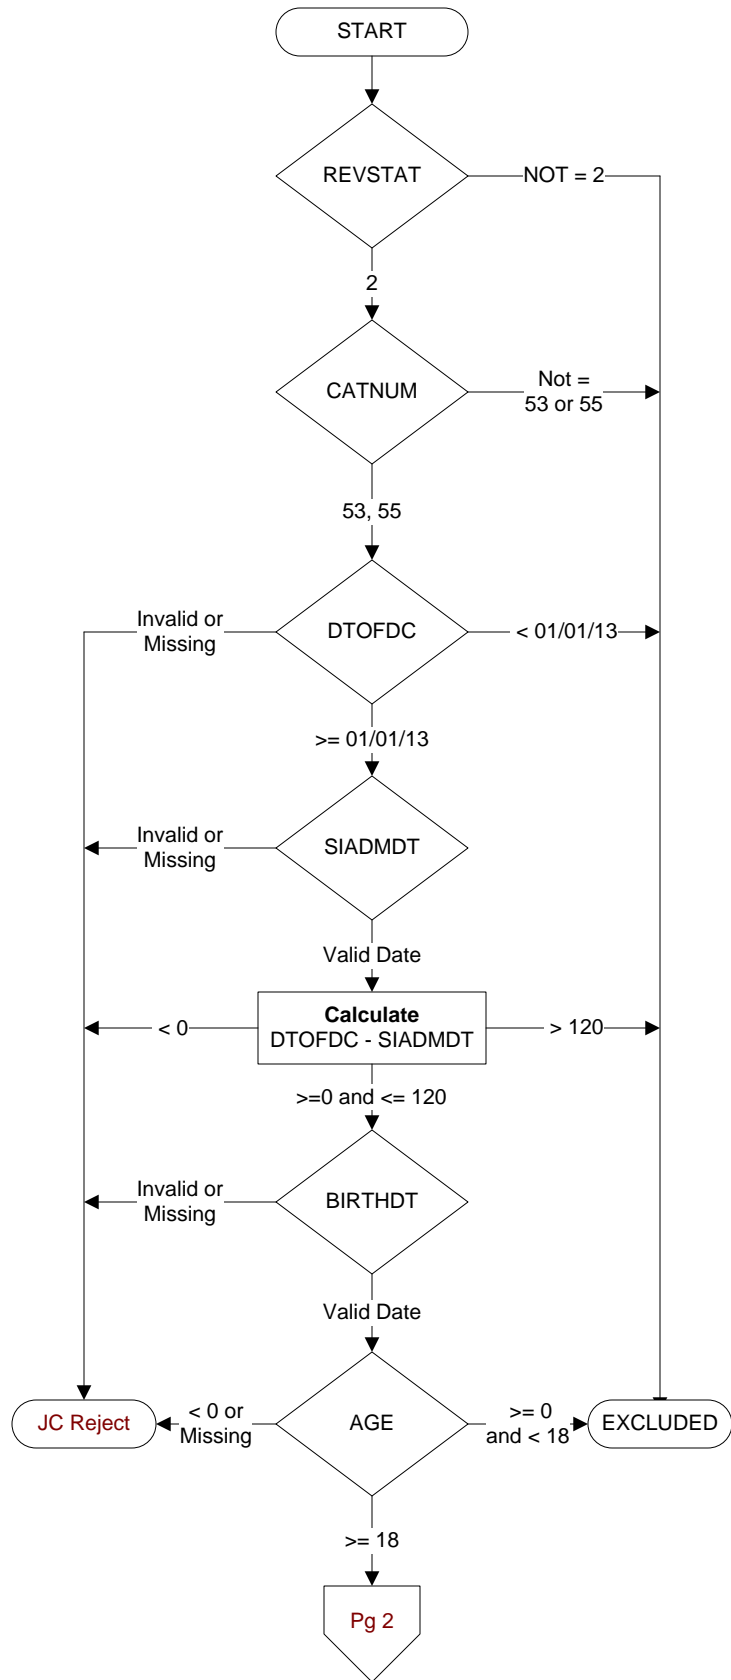 START
REVSTAT
NOT = 2
2
CATNUM
Not =
53 or 55
53, 55
Invalid or
Missing
DTOFDC
< 01/01/13
>= 01/01/13
Invalid or
Missing
SIADMDT
Valid Date
< 0
Calculate
DTOFDC - SIADMDT
> 120
>=0 and <= 120
Invalid or
Missing
BIRTHDT
Valid Date
JC Reject
< 0 or
Missing
AGE
>= 0
and < 18
EXCLUDED
>= 18
Pg 2